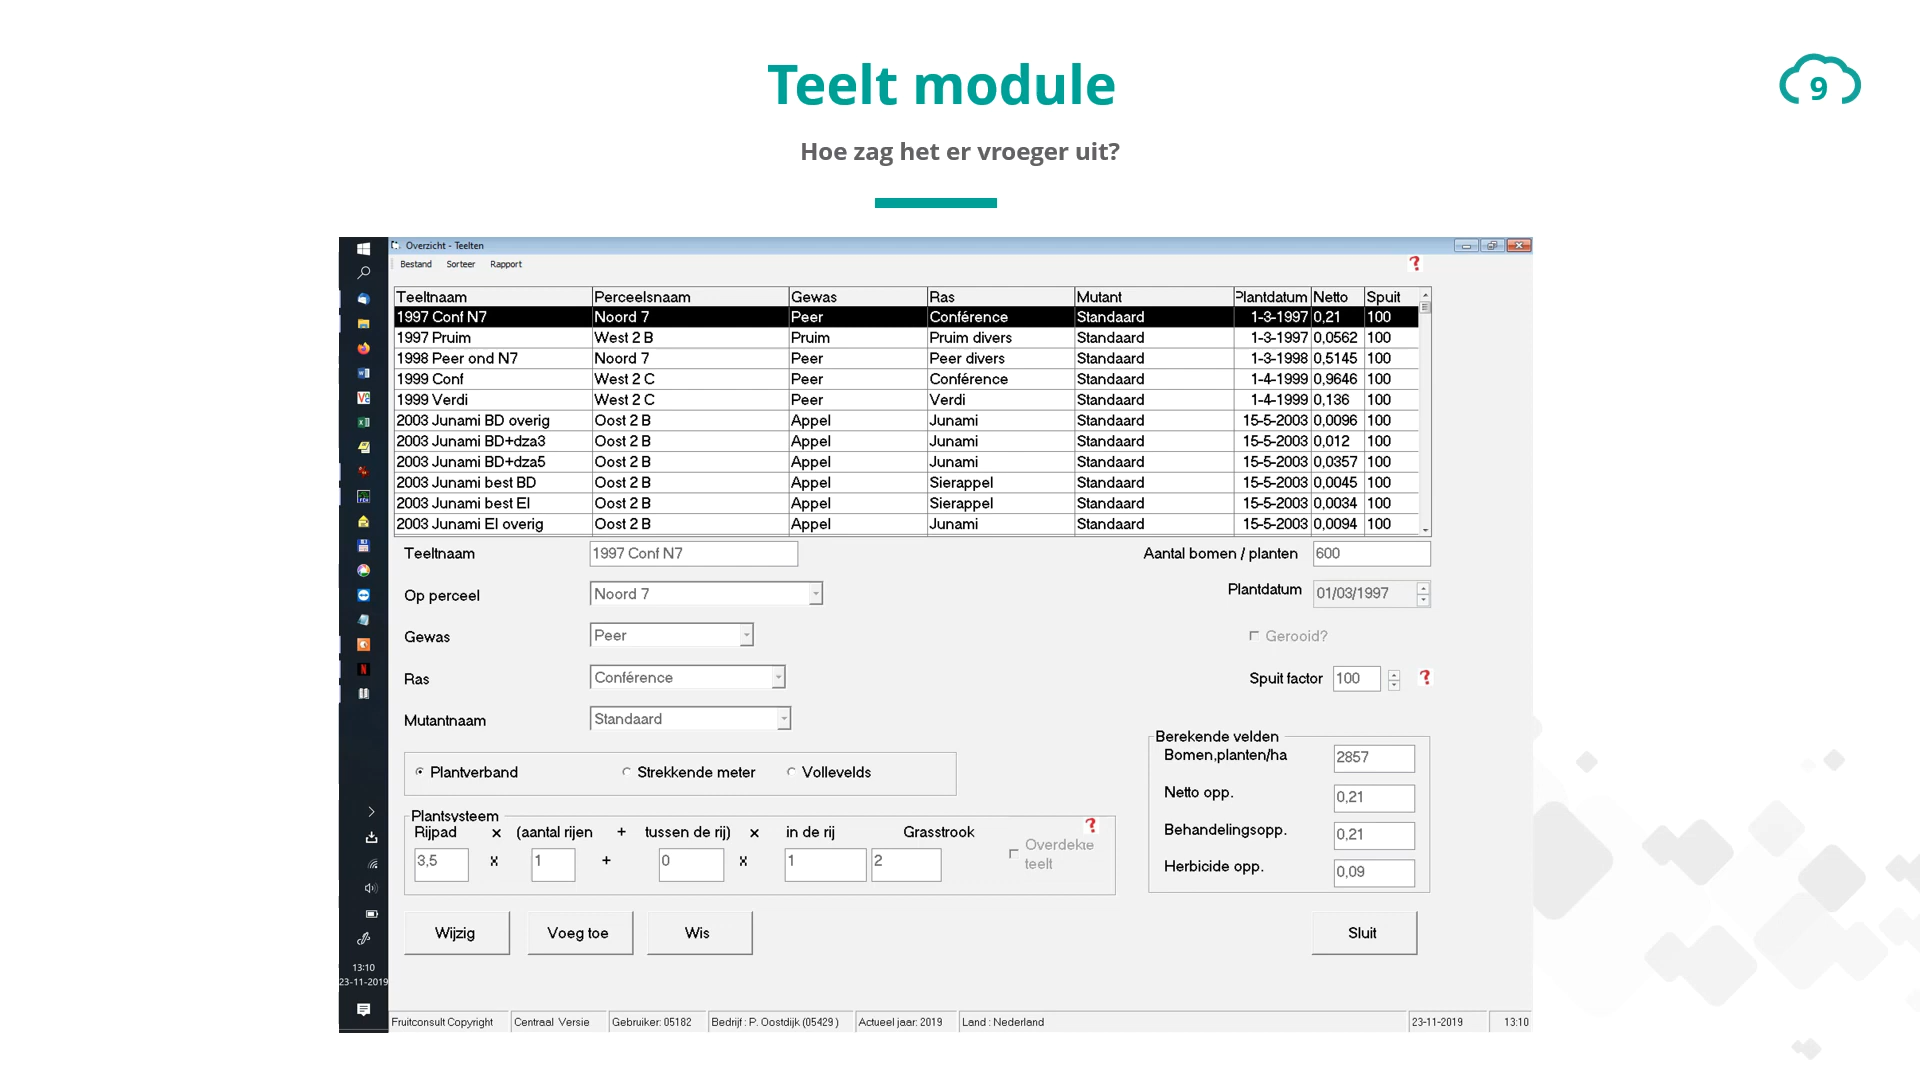 Teelt module
9
Hoe zag het er vroeger uit?
Overzicht - Teelten
Bestand Sorteer Rapport
?
Teeltnaam Perceelsnaam Gewas Ras Mutant Plantdatum Netto Spuit
1997 Conf N7 Noord 7 Peer Conférence Standaard 1-3-1997 0,21 100
1997 Pruim West 2 B Pruim Pruim divers Standaard 1-3-1997 0,0562 100
1998 Peer ond N7 Noord 7 Peer Peer divers Standaard 1-3-1998 0,5145 100
1999 Conf West 2 C Peer Conférence Standaard 1-4-1999 0,9646 100
1999 Verdi West 2 C Peer Verdi Standaard 1-4-1999 0,136 100
2003 Junami BD overig Oost 2 B Appel Junami Standaard 15-5-2003 0,0096 100
2003 Junami BD+dza3 Oost 2 B Appel Junami Standaard 15-5-2003 0,012 100
2003 Junami BD+dza5 Oost 2 B Appel Junami Standaard 15-5-2003 0,0357 100
2003 Junami best BD Oost 2 B Appel Sierappel Standaard 15-5-2003 0,0045 100
2003 Junami best El Oost 2 B Appel Sierappel Standaard 15-5-2003 0,0034 100
2003 Junami El overig Oost 2 B Appel Junami Standaard 15-5-2003 0,0094 100
Teeltnaam 1997 Conf N7 Aantal bomen / planten 600
Op perceel Noord 7 Plantdatum 01/03/1997
Gewas Peer Gerooid?
Ras Conférence Spuit factor 100 ?
Mutantnaam Standaard
Plantverband Strekkende meter Vollevelds
Berekende velden
Bomen,planten/ha 2857
Netto opp. 0,21
Behandelingsopp. 0,21
Herbicide opp. 0,09
Plantsysteem
Rijpad x (aantal rijen + tussen de rij) x in de rij Grasstrook ?
3,5 x 1 + 0 x 1 2 Overdekte
teelt
Wijzig Voeg toe Wis Sluit
13:10
23-11-2019
Fruitconsult Copyright Centraal Versie Gebruiker: 05182 Bedrijf : P. Oostdijk (05429 ) Actueel jaar: 2019 Land : Nederland 23-11-2019 13:10